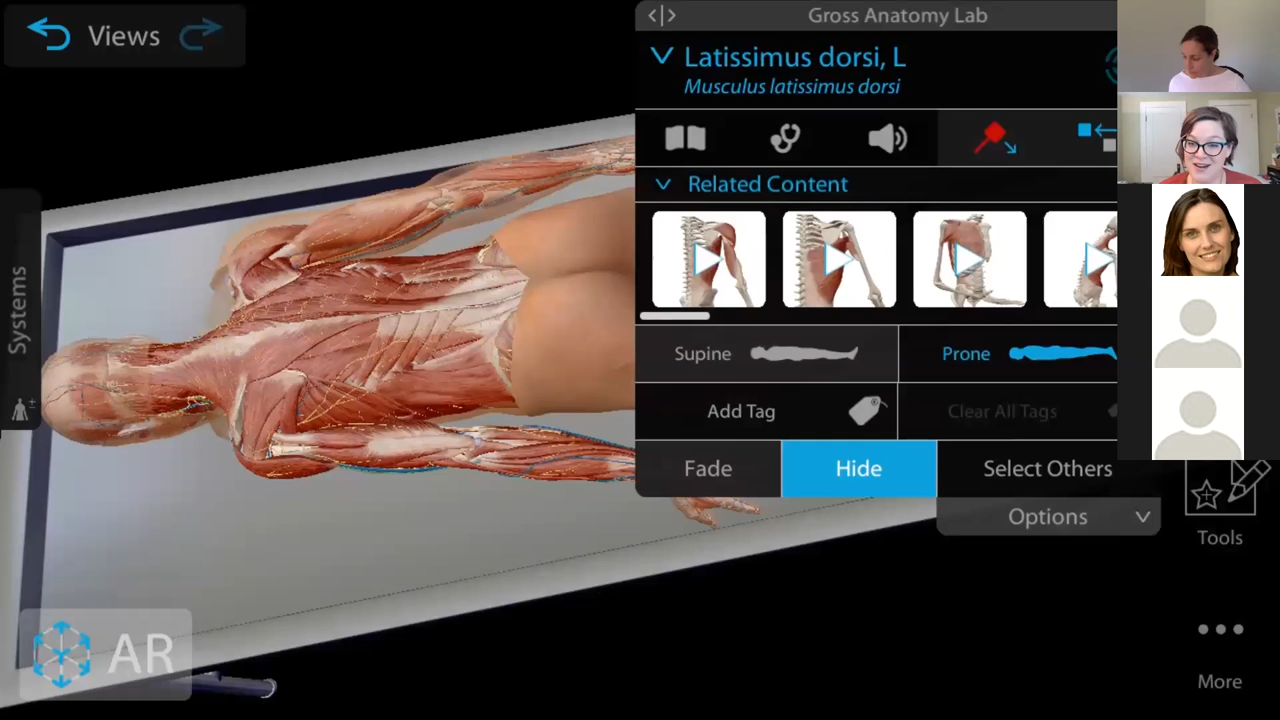 Views
Gross Anatomy Lab
Latissimus dorsi, L
Musculus latissimus dorsi
Related Content
Systems
Supine
Prone
Add Tag
Clear All Tags
Fade
Hide
Select Others
Options
Tools
AR
More